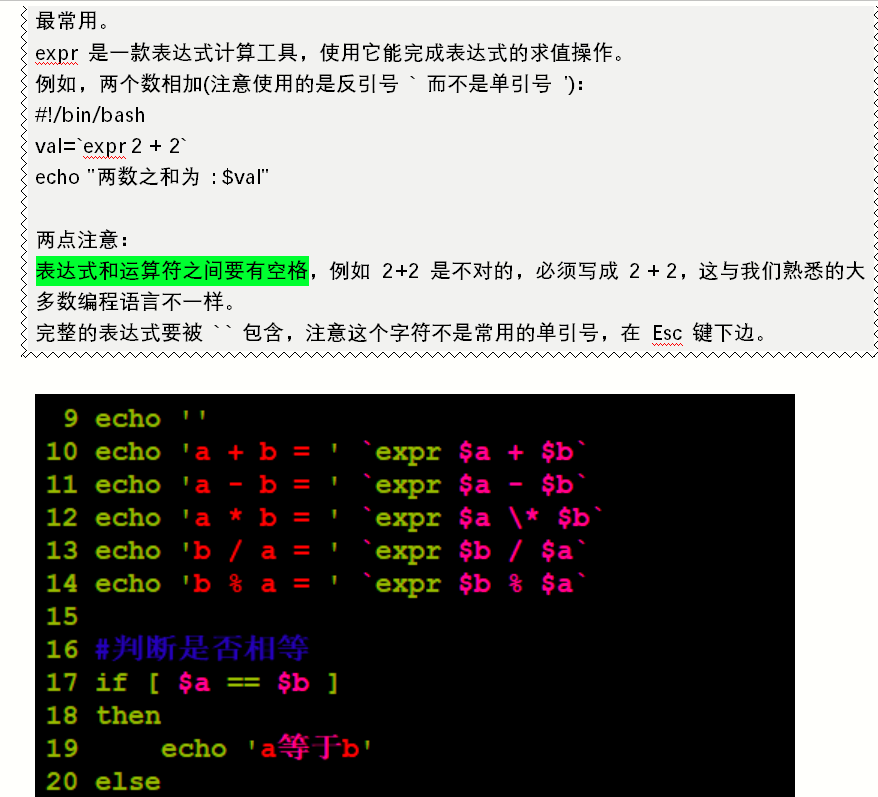 最常用。
expr 是一款表达式计算工具，使用它能完成表达式的求值操作。
例如，两个数相加(注意使用的是反引号 ` 而不是单引号 ')：
#!/bin/bash
val=`expr 2 + 2`
echo "两数之和为 : $val"
两点注意：
表达式和运算符之间要有空格，例如 2+2 是不对的，必须写成 2 + 2，这与我们熟悉的大
多数编程语言不一样。
完整的表达式要被 `` 包含，注意这个字符不是常用的单引号，在 Esc 键下边。
9 echo ''
10 echo 'a + b = ' `expr $a + $b`
11 echo 'a - b = ' `expr $a - $b`
12 echo 'a * b = ' `expr $a \* $b`
13 echo 'b / a = ' `expr $b / $a`
14 echo 'b % a = ' `expr $b % $a`
15
16 #判断是否相等
17 if [ $a == $b ]
18 then
19     echo 'a等于b'
20 else